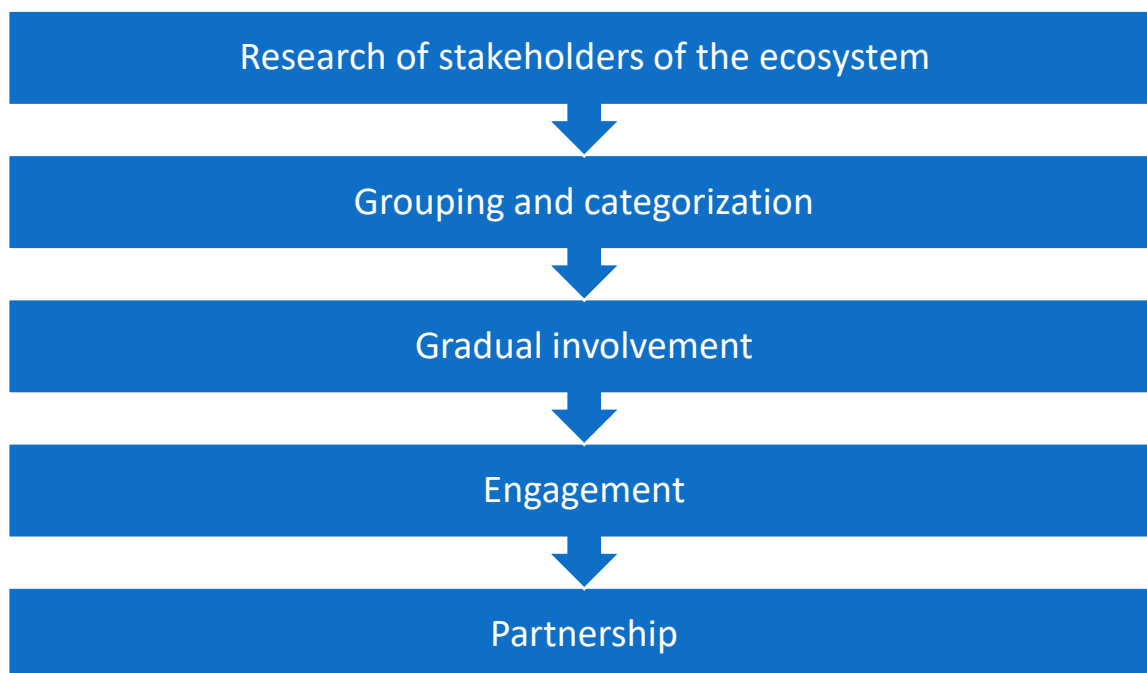 Research of stakeholders of the ecosystem
Grouping and categorization
Gradual involvement
Engagement
Partnership